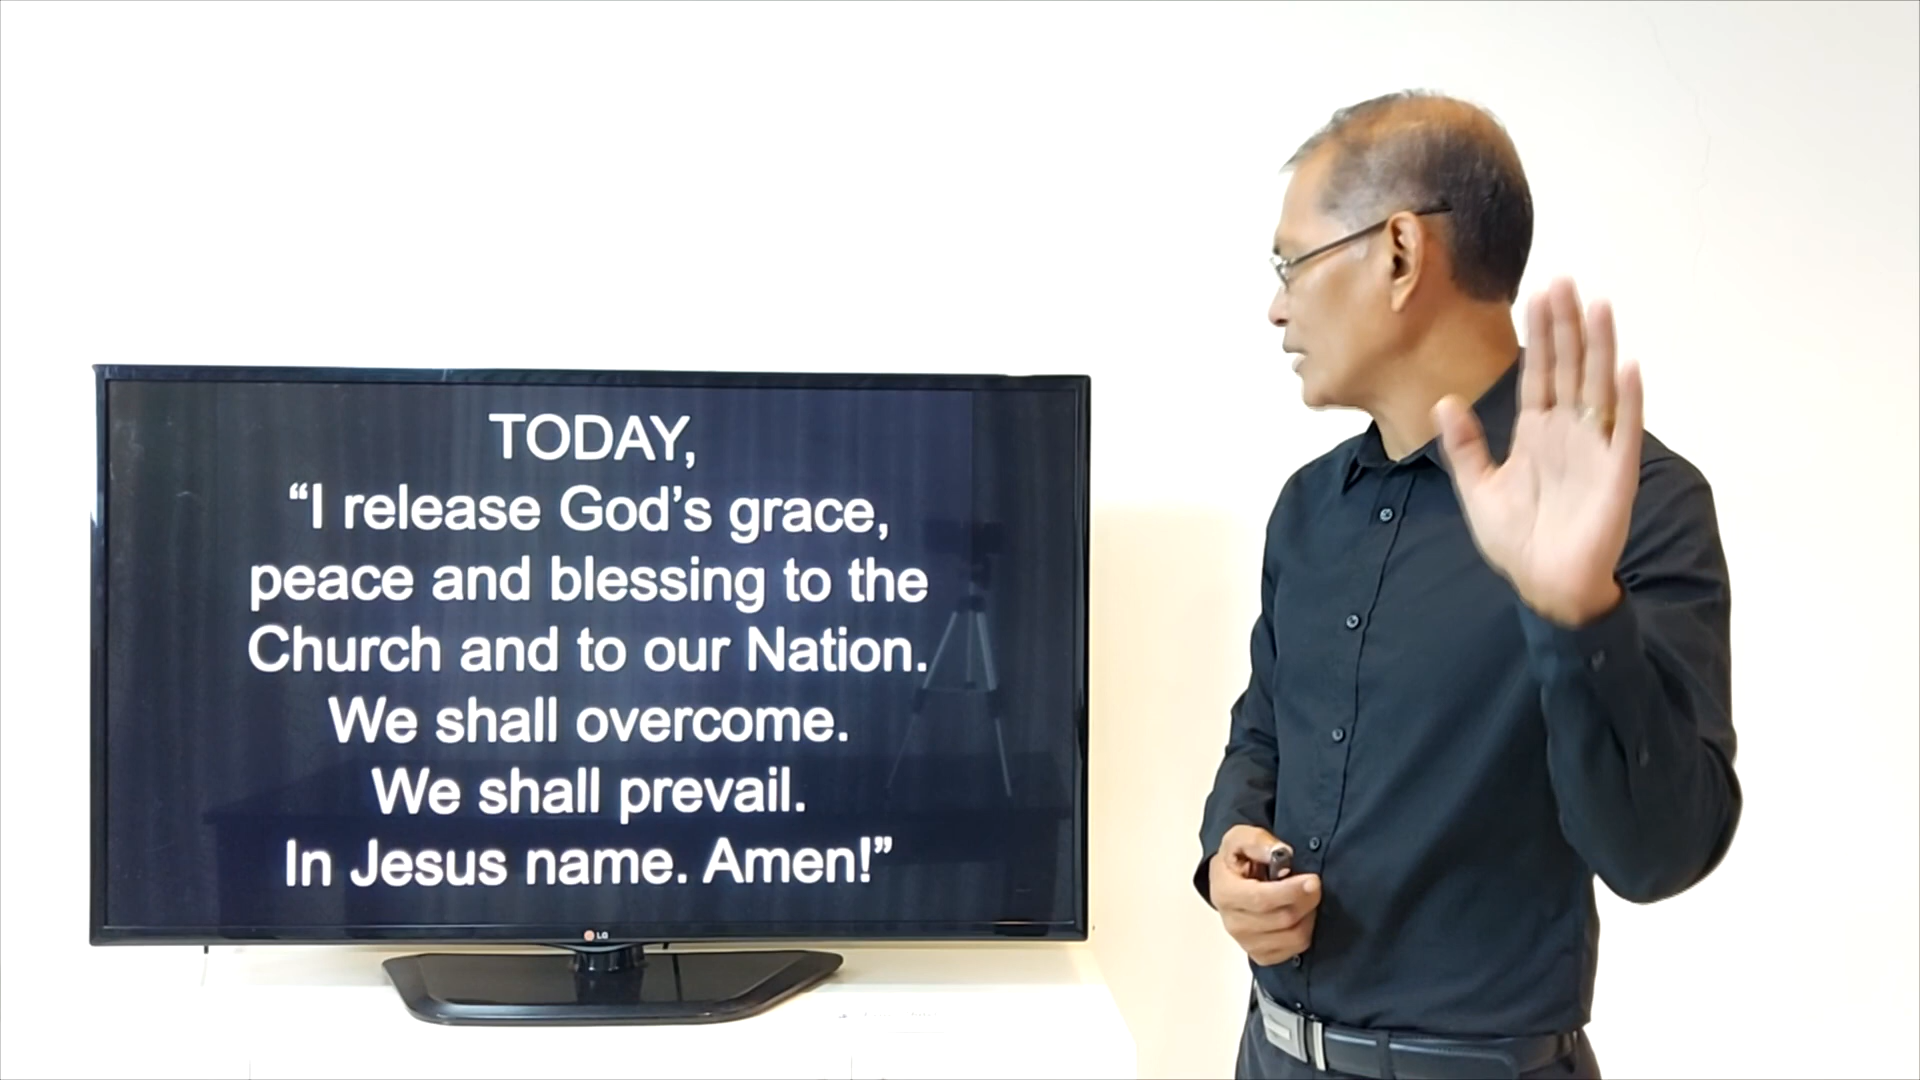 TODAY,
“I release God’s grace,
peace and blessing to the
Church and to our Nation.
We shall overcome.
We shall prevail.
In Jesus name. Amen!”
LG